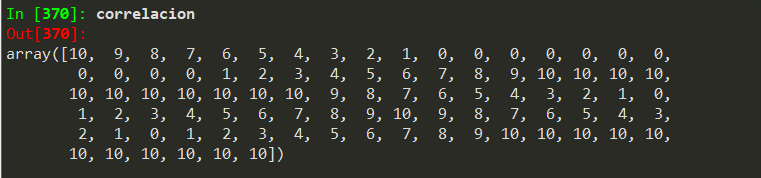 In [370]: correlacion
Out[370]:
array([10, 9, 8, 7, 6, 5, 4, 3, 2, 1, 0, 0, 0, 0, 0, 0, 0,
0, 0, 0, 0, 1, 2, 3, 4, 5, 6, 7, 8, 9, 10, 10, 10, 10,
10, 10, 10, 10, 10, 10, 9, 8, 7, 6, 5, 4, 3, 2, 1, 0,
1, 2, 3, 4, 5, 6, 7, 8, 9, 10, 9, 8, 7, 6, 5, 4, 3,
2, 1, 0, 1, 2, 3, 4, 5, 6, 7, 8, 9, 10, 10, 10, 10, 10,
10, 10, 10, 10, 10])